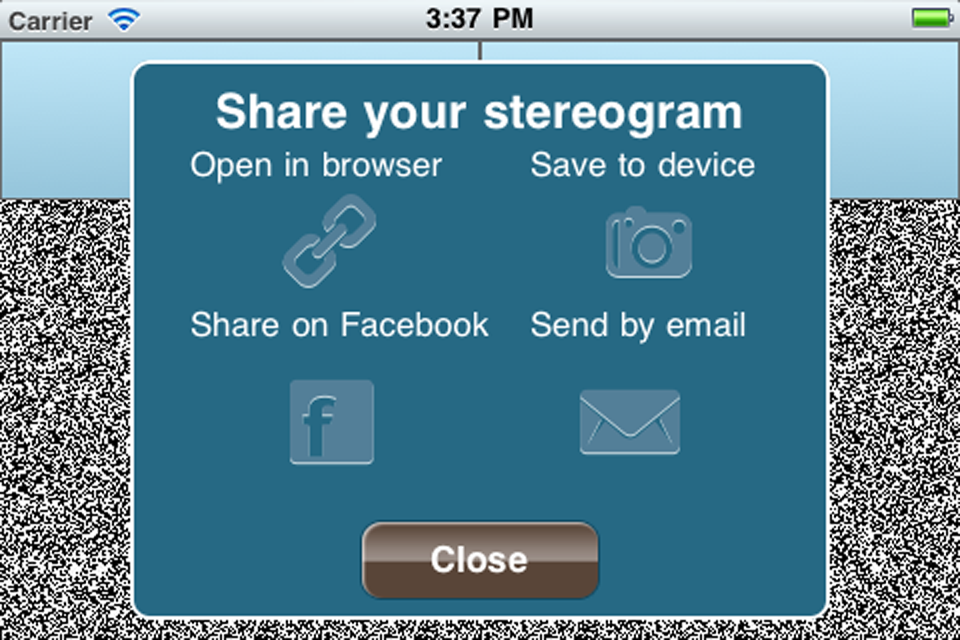 Carrier 3:37 PM
Share your stereogram
Open in browser Save to device
Share on Facebook Send by email
f
Close